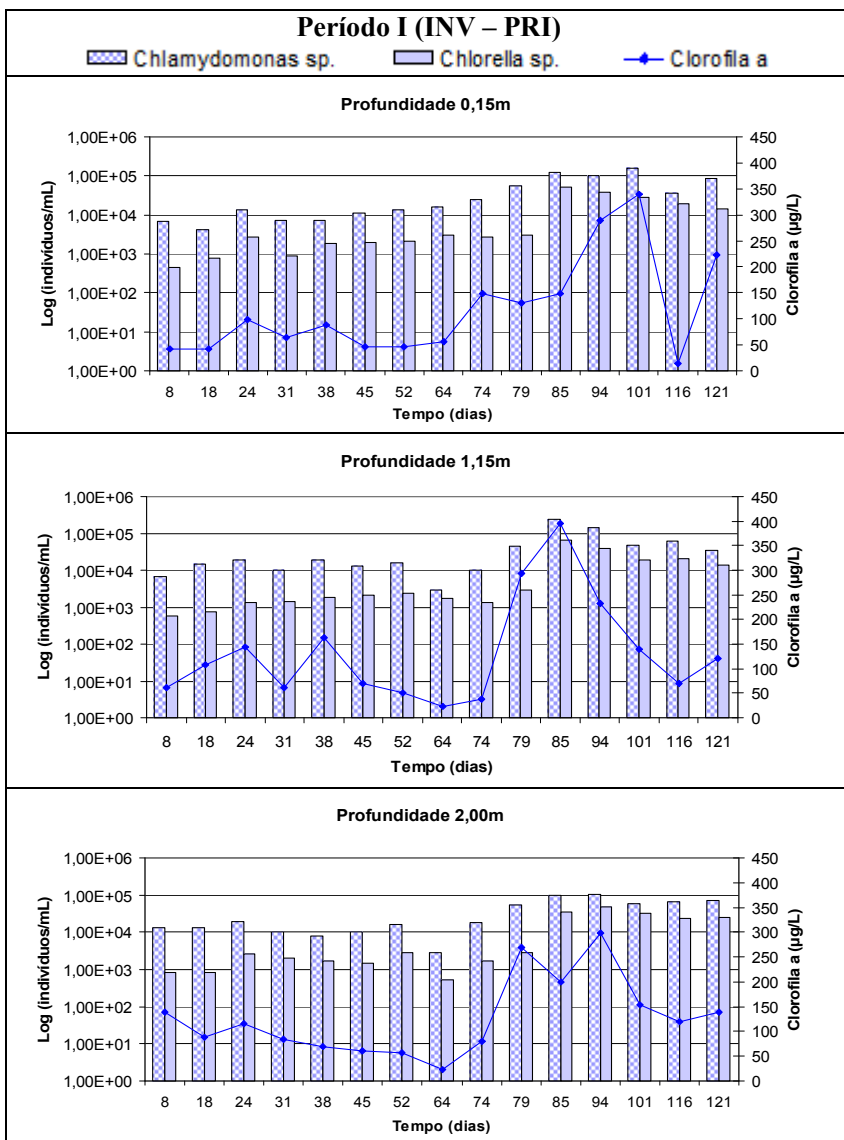 Período I (INV – PRI)
Chlamydomonas sp. Chlorella sp. Clorofila a
Profundidade 0,15m
1,00E+06
1,00E+05
1,00E+04
1,00E+03
1,00E+02
1,00E+01
1,00E+00
Log (indivíduos/mL)
450
400
350
300
250
200
150
100
50
0
Clorofila a (µg/L)
8 18 24 31 38 45 52 64 74 79 85 94 101 116 121
Tempo (dias)
Profundidade 1,15m
1,00E+06
1,00E+05
1,00E+04
1,00E+03
1,00E+02
1,00E+01
1,00E+00
Log (indivíduos/mL)
450
400
350
300
250
200
150
100
50
0
Clorofila a (µg/L)
8 18 24 31 38 45 52 64 74 79 85 94 101 116 121
Tempo (dias)
Profundidade 2,00m
1,00E+06
1,00E+05
1,00E+04
1,00E+03
1,00E+02
1,00E+01
1,00E+00
Log (indivíduos/mL)
450
400
350
300
250
200
150
100
50
0
Clorofila a (µg/L)
8 18 24 31 38 45 52 64 74 79 85 94 101 116 121
Tempo (dias)